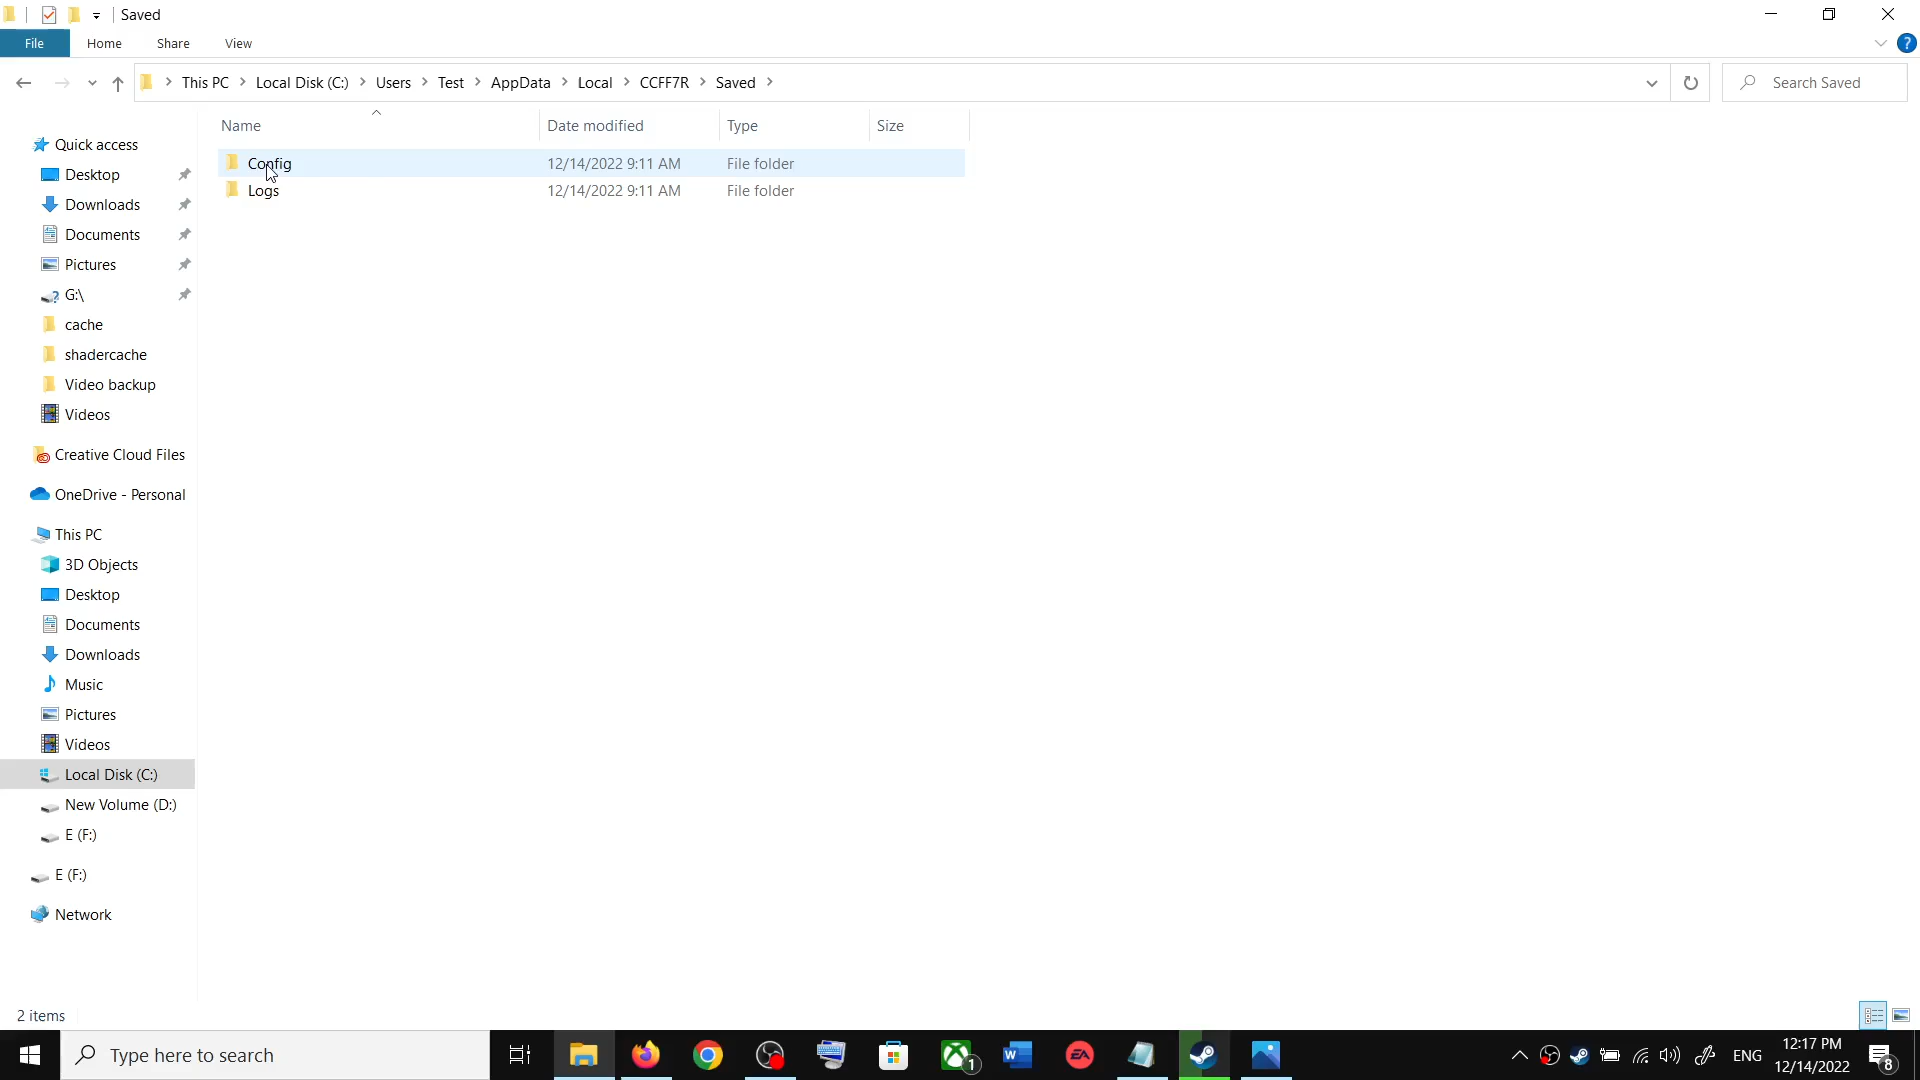 Saved
File
Home
Share
View
?
This PC
Local Disk (C:)
Users
Test
AppData
Local
CCFF7R
Saved
Search Saved
Name
Date modified
Type
Size
Config
12/14/2022 9:11 AM
File folder
Logs
12/14/2022 9:11 AM
File folder
Quick access
Desktop
Downloads
Documents
Pictures
G:\
cache
shadercache
Video backup
Videos
Creative Cloud Files
OneDrive - Personal
This PC
3D Objects
Desktop
Documents
Downloads
Music
Pictures
Videos
Local Disk (C:)
New Volume (D:)
E (F:)
E (F:)
Network
2 items
Type here to search
1
W
EA
ENG
12:17 PM
12/14/2022
8